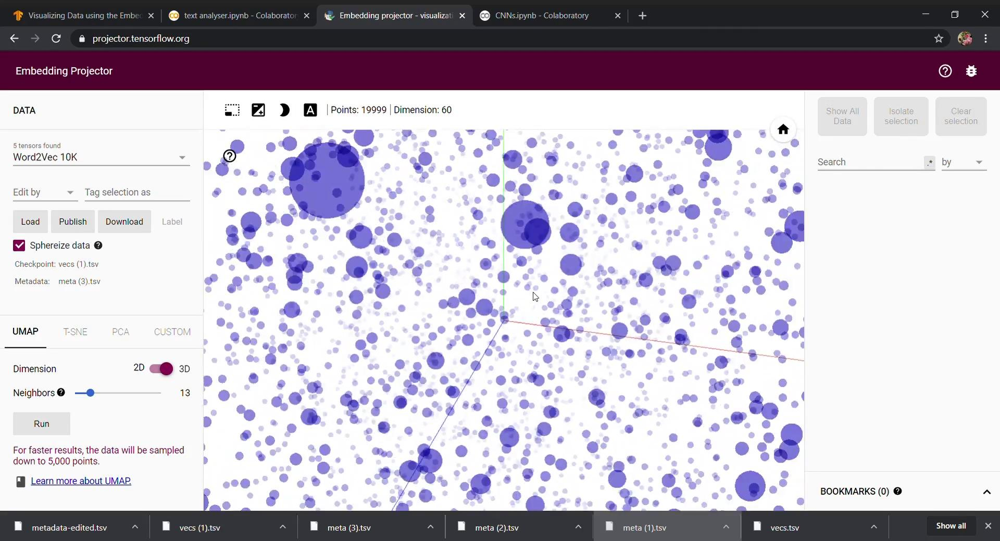 Visualizing Data using the Embe
text analyser.ipynb - Colaborator
Embedding projector - visualizati
CNNs.ipynb - Colaboratory
projector.tensorflow.org
Embedding Projector
DATA
5 tensors found
Word2Vec 10K
Edit by
Tag selection as
Load
Publish
Download
Label
Sphereize data
Checkpoint: vecs (1).tsv
Metadata: meta (3).tsv
UMAP
T-SNE
PCA
CUSTOM
Dimension
2D
3D
Neighbors
13
Run
For faster results, the data will be sampled
down to 5,000 points.
Learn more about UMAP.
A
Points: 19999
Dimension: 60
Show All
Data
Isolate
selection
Clear
selection
Search
.*
by
BOOKMARKS (0)
metadata-edited.tsv
vecs (1).tsv
meta (3).tsv
meta (2).tsv
meta (1).tsv
vecs.tsv
Show all